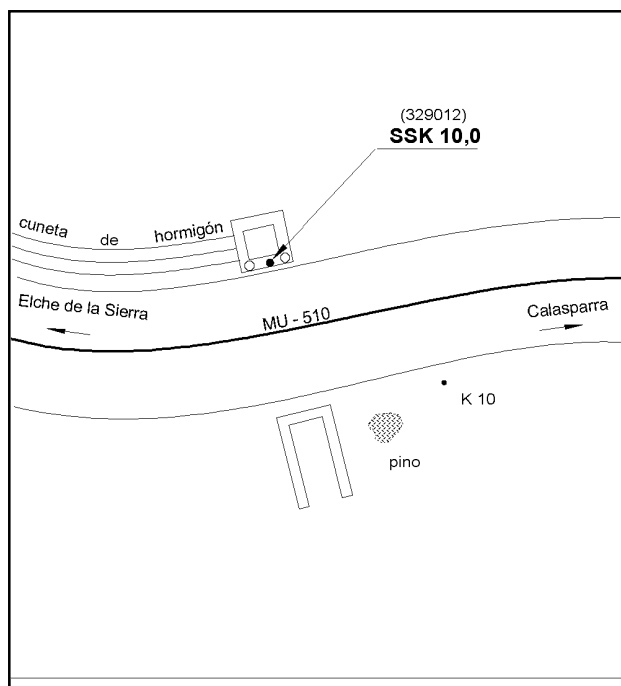 (329012)
SSK 10,0
cuneta de hormigón
Elche de la Sierra
MU - 510
Calasparra
K 10
pino